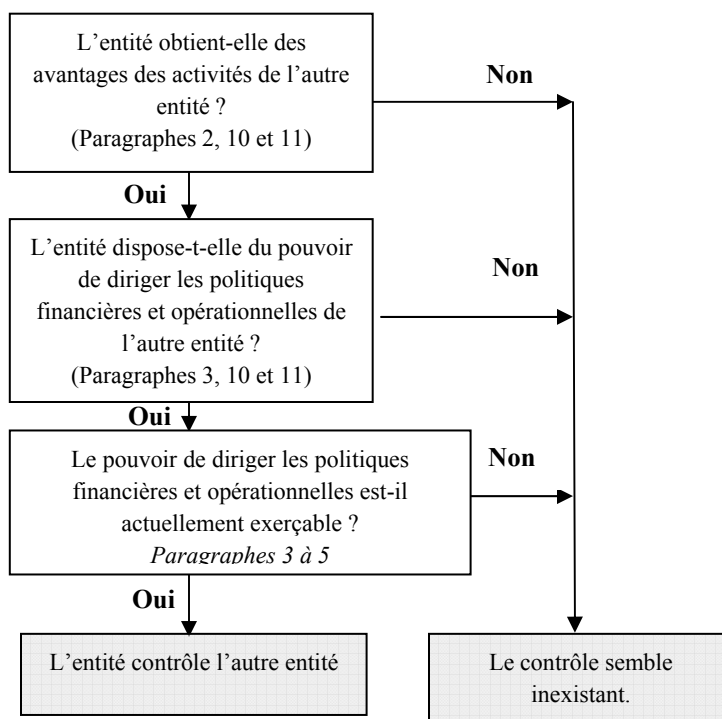 L’entité obtient-elle des
avantages des activités de l’autre
entité ?
(Paragraphes 2, 10 et 11)
Non
Oui
L’entité dispose-t-elle du pouvoir
de diriger les politiques
financières et opérationnelles de
l’autre entité ?
(Paragraphes 3, 10 et 11)
Non
Oui
Le pouvoir de diriger les politiques
financières et opérationnelles est-il
actuellement exerçable ?
Paragraphes 3 à 5
Non
Oui
L’entité contrôle l’autre entité
Le contrôle semble
inexistant.